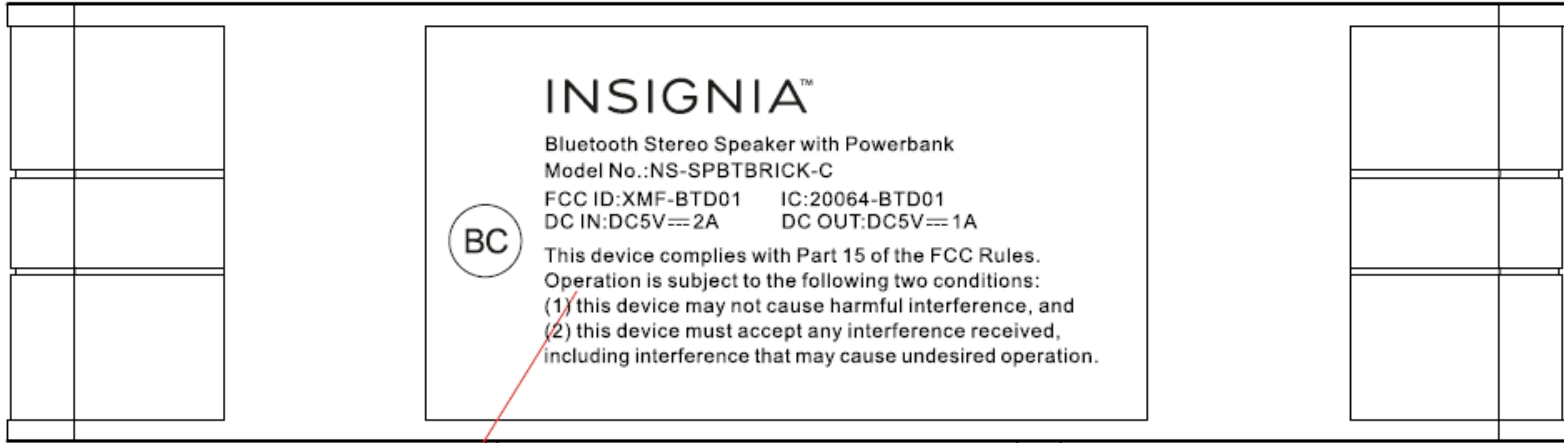 INSIGNIA™
Bluetooth Stereo Speaker with Powerbank
Model No.:NS-SPBTBRICK-C
FCC ID:XMF-BTD01 IC:20064-BTD01
DC IN:DC5V⎓2A DC OUT:DC5V⎓1A
BC
This device complies with Part 15 of the FCC Rules.
Operation is subject to the following two conditions:
(1) this device may not cause harmful interference, and
(2) this device must accept any interference received,
including interference that may cause undesired operation.